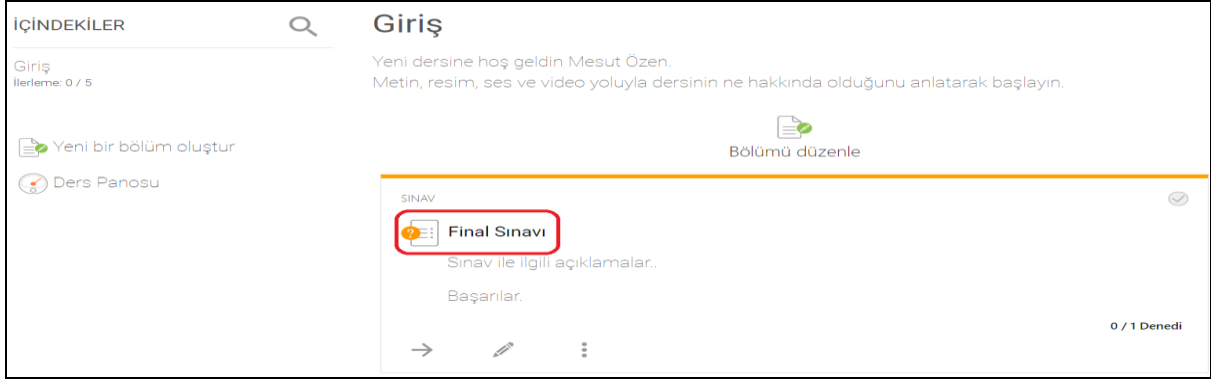 İÇİNDEKİLER
Giriş
İlerleme: 0 / 5
Yeni bir bölüm oluştur
Ders Panosu
Giriş
Yeni dersine hoş geldin Mesut Özen.
Metin, resim, ses ve video yoluyla dersinin ne hakkında olduğunu anlatarak başlayın.
Bölümü düzenle
SINAV
Final Sınavı
Sınav ile ilgili açıklamalar..
Başarılar.
0 / 1 Denedi